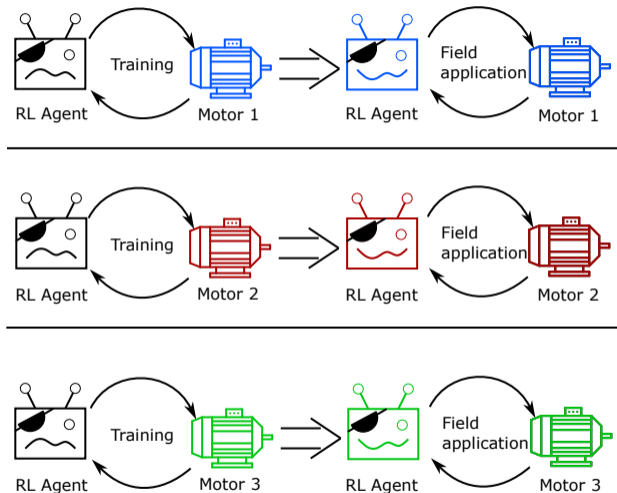 Training
Field
application
RL Agent
Motor 1
RL Agent
Motor 1
Training
Field
application
RL Agent
Motor 2
RL Agent
Motor 2
Training
Field
application
RL Agent
Motor 3
RL Agent
Motor 3